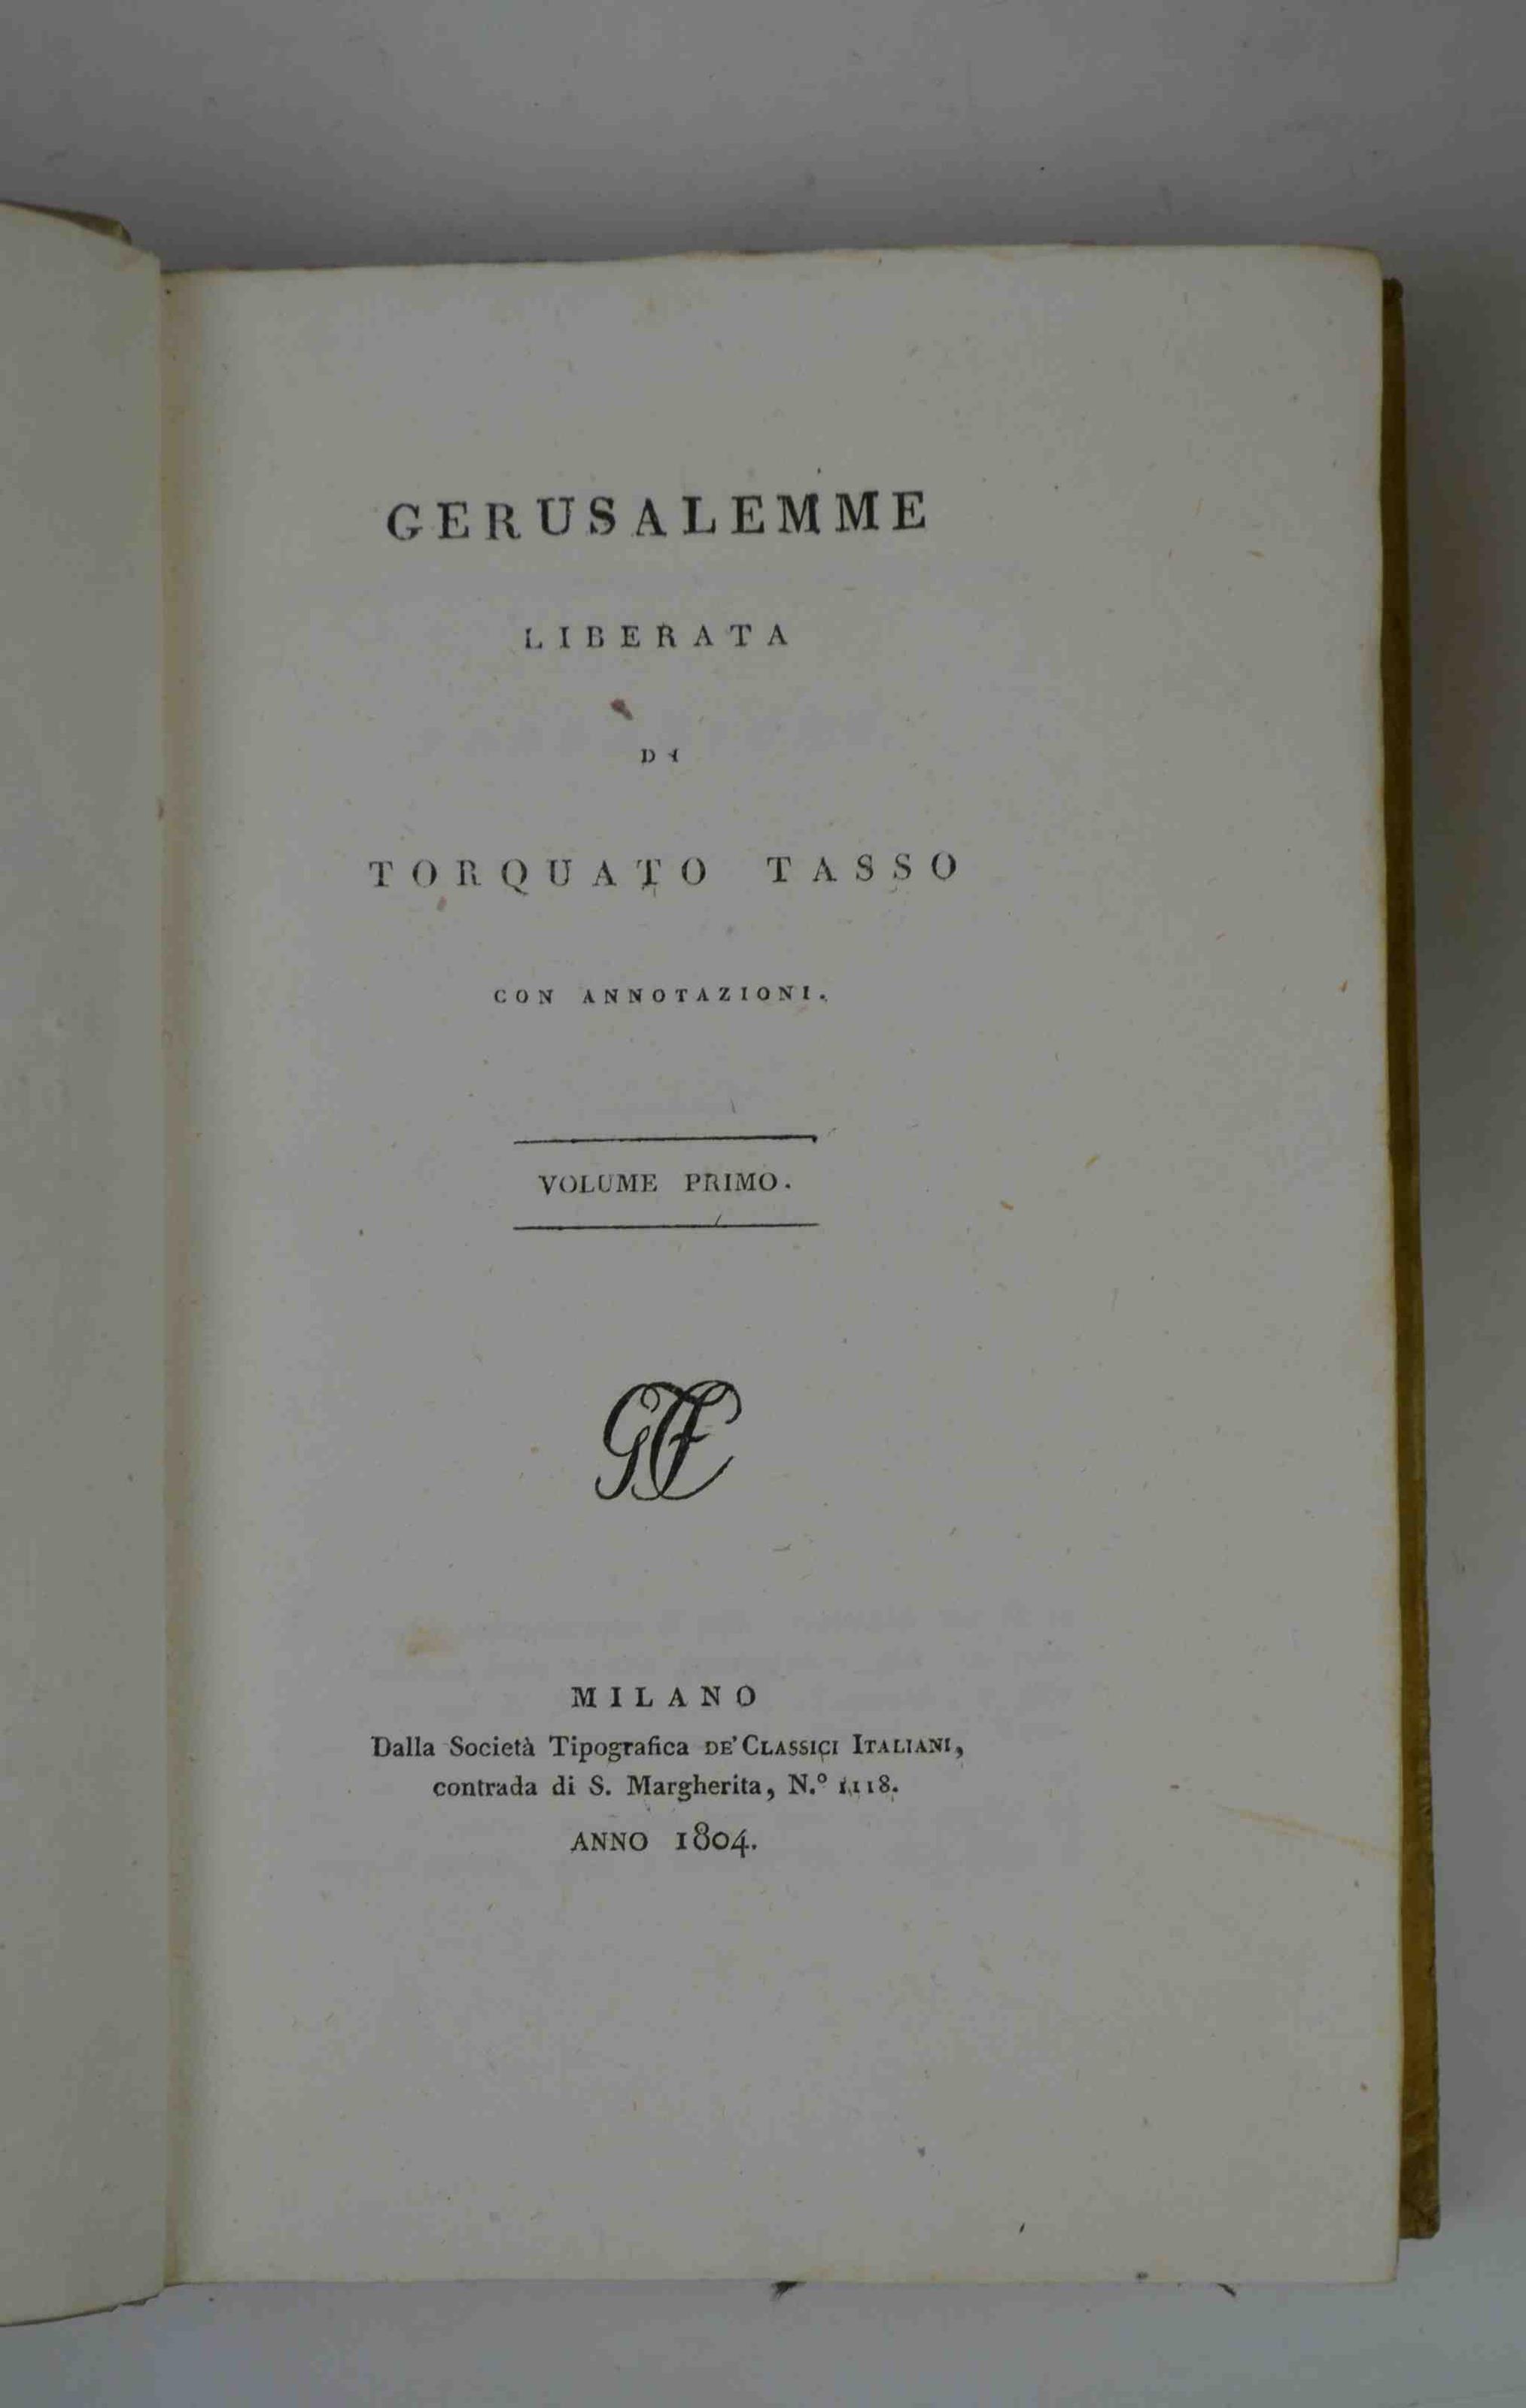 GERUSALEMME
LIBERATA
DI
TORQUATO TASSO
CON ANNOTAZIONI.
VOLUME PRIMO.
MILANO
Dalla Società Tipografica DE' CLASSICI ITALIANI,
contrada di S. Margherita, N.º 1118.
ANNO 1804.